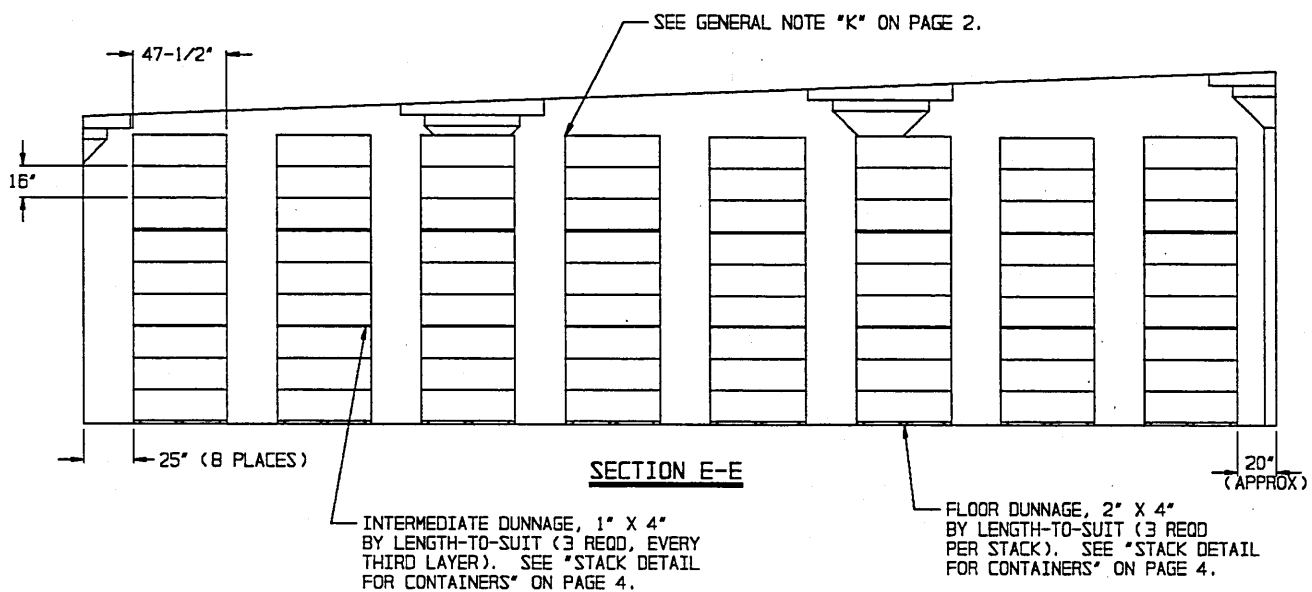 SEE GENERAL NOTE "K" ON PAGE 2.
47-1/2"
16"
25" (8 PLACES)
SECTION E-E
20"
(APPROX)
INTERMEDIATE DUNNAGE, 1" X 4"
BY LENGTH-TO-SUIT (3 REQD, EVERY
THIRD LAYER). SEE "STACK DETAIL
FOR CONTAINERS" ON PAGE 4.
FLOOR DUNNAGE, 2" X 4"
BY LENGTH-TO-SUIT (3 REQD
PER STACK). SEE "STACK DETAIL
FOR CONTAINERS" ON PAGE 4.